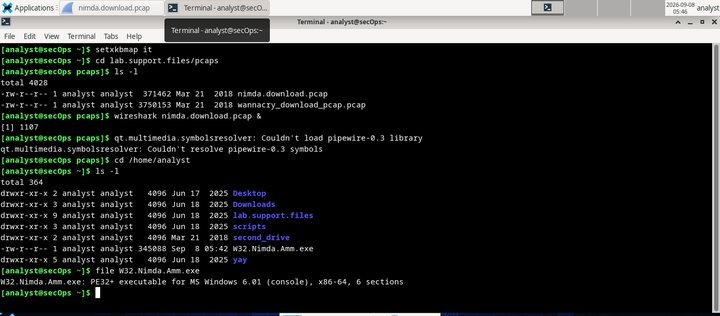 Applications
nimda.download.pcap
Terminal - analyst@secO...
2026-09-08
05:46
analyst
Terminal - analyst@secOps:~
Terminal - analyst@secOps:~
File Edit View Terminal Tabs Help
[analyst@secOps ~]$ setxkbmap it
[analyst@secOps ~]$ cd lab.support.files/pcaps
[analyst@secOps pcaps]$ ls -l
total 4028
-rw-r--r-- 1 analyst analyst  371462 Mar 21  2018 nimda.download.pcap
-rw-r--r-- 1 analyst analyst 3750153 Mar 21  2018 wannacry_download_pcap.pcap
[analyst@secOps pcaps]$ wireshark nimda.download.pcap &
[1] 1107
[analyst@secOps pcaps]$ qt.multimedia.symbolsresolver: Couldn't load pipewire-0.3 library
qt.multimedia.symbolsresolver: Couldn't resolve pipewire-0.3 symbols
[analyst@secOps pcaps]$ cd /home/analyst
[analyst@secOps ~]$ ls -l
total 364
drwxr-xr-x 2 analyst analyst   4096 Jun 17  2025 Desktop
drwxr-xr-x 3 analyst analyst   4096 Jun 18  2025 Downloads
drwxr-xr-x 9 analyst analyst   4096 Jun 18  2025 lab.support.files
drwxr-xr-x 3 analyst analyst   4096 Jun 18  2025 scripts
drwxr-xr-x 2 analyst analyst   4096 Mar 21  2018 second_drive
-rw-r--r-- 1 analyst analyst 345088 Sep  8 05:42 W32.Nimda.Amm.exe
drwxr-xr-x 5 analyst analyst   4096 Jun 18  2025 yay
[analyst@secOps ~]$ file W32.Nimda.Amm.exe
W32.Nimda.Amm.exe: PE32+ executable for MS Windows 6.01 (console), x86-64, 6 sections
[analyst@secOps ~]$